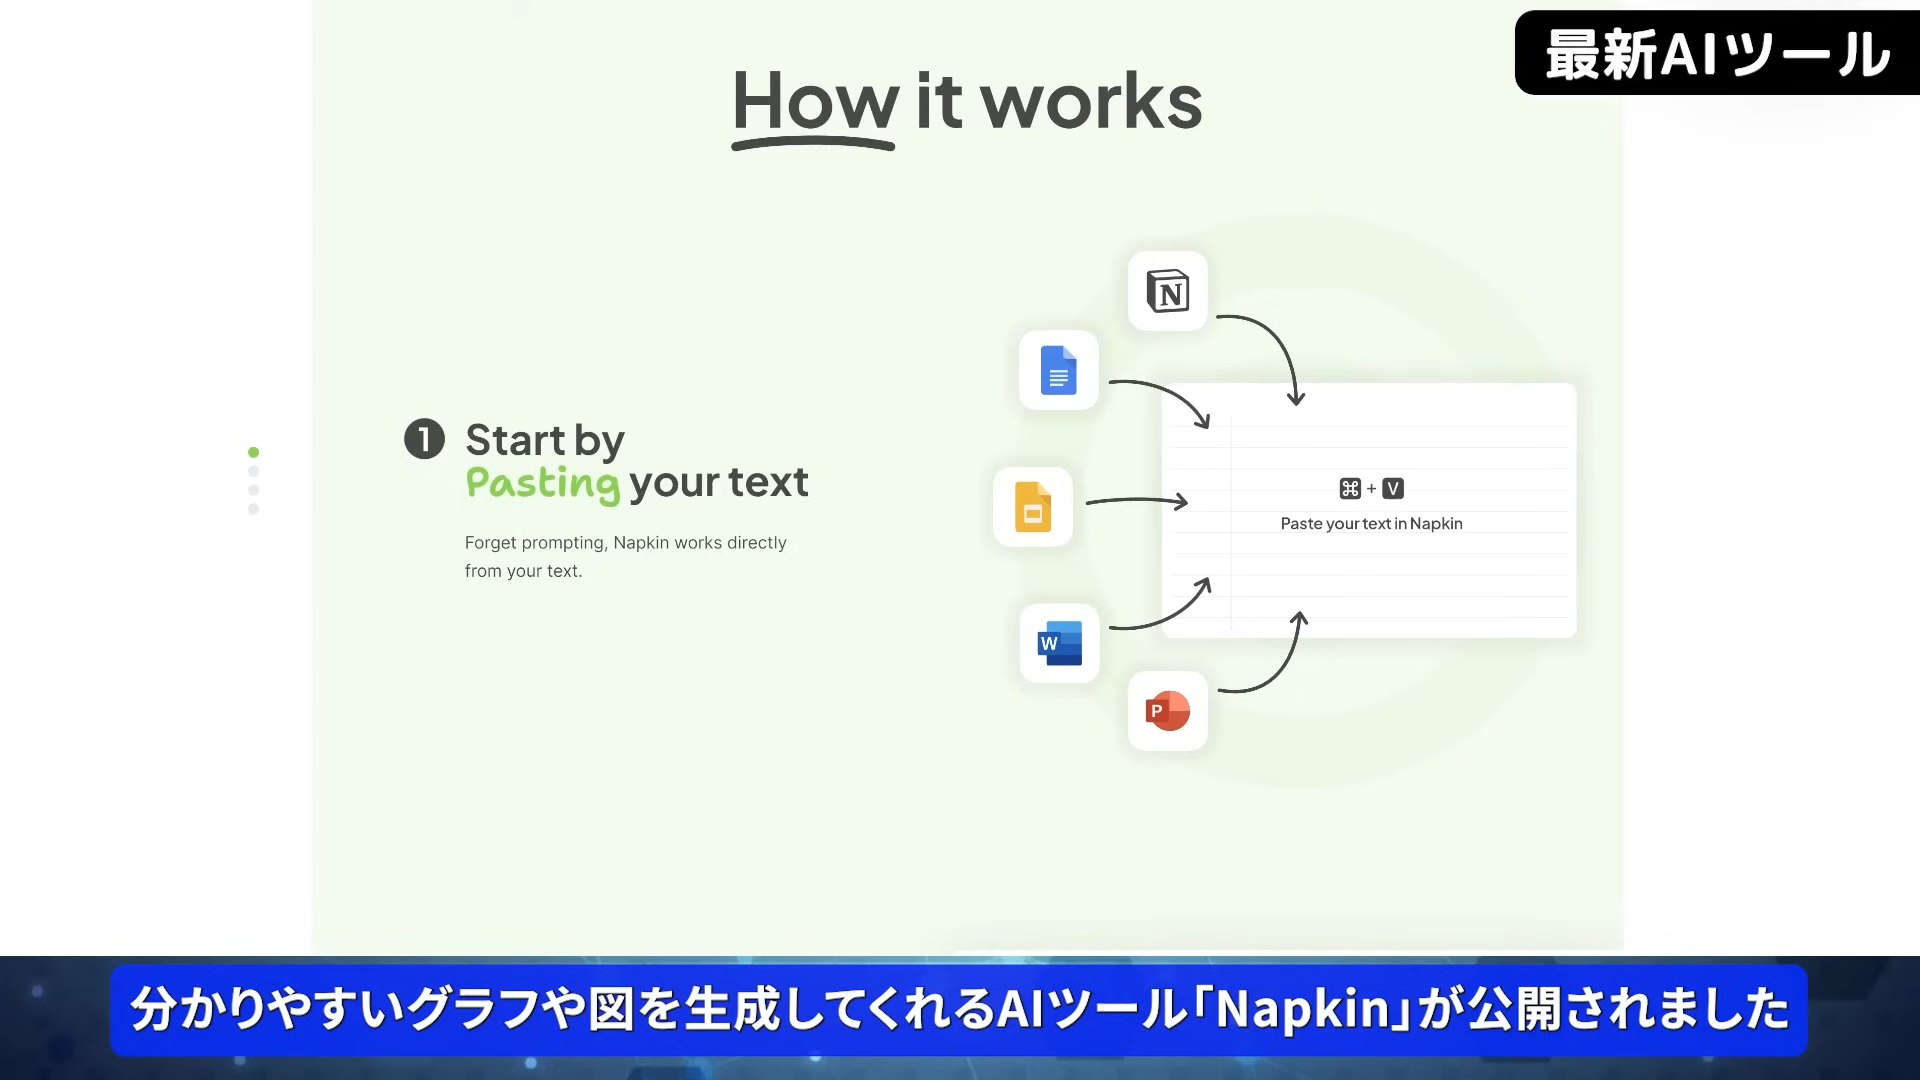 最新AIツール
How it works
1 Start by
Pasting your text
Forget prompting, Napkin works directly
from your text.
N
⌘ + V
Paste your text in Napkin
W
P
分かりやすいグラフや図を生成してくれるAIツール「Napkin」が公開されました